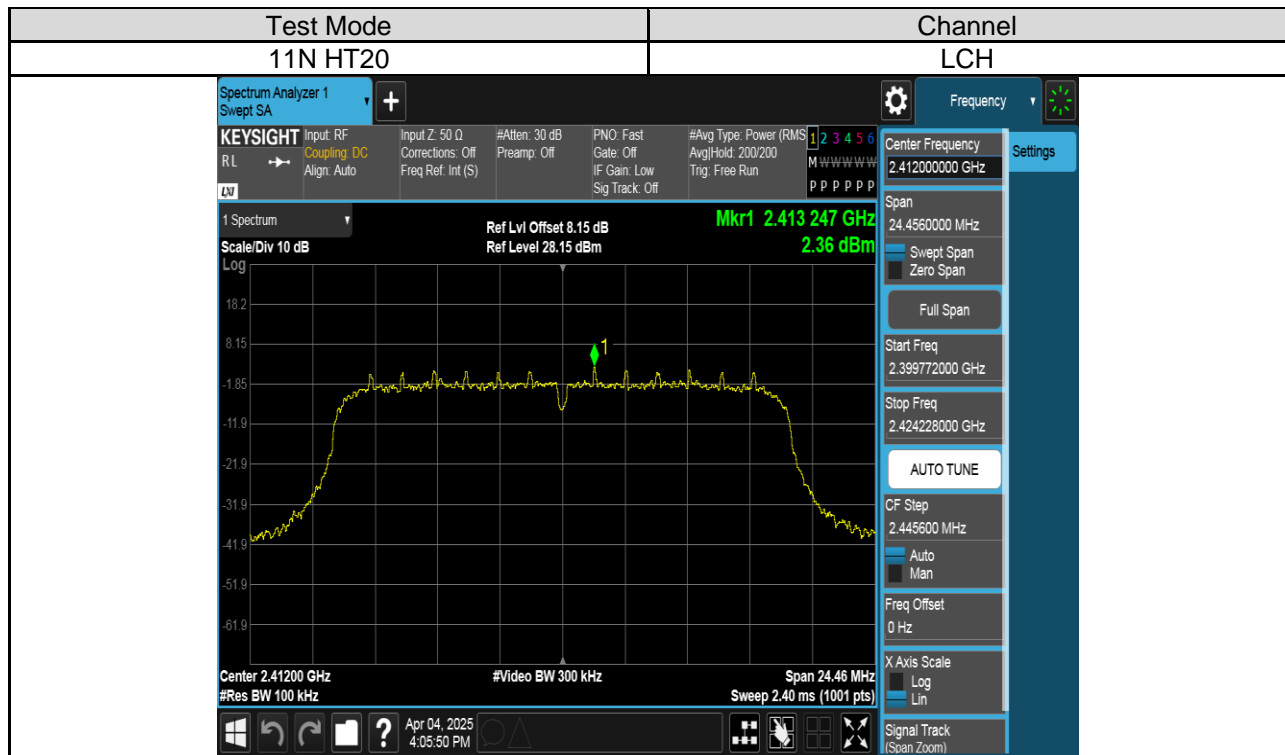 Test Mode Channel
11N HT20 LCH
Spectrum Analyzer 1
Swept SA
+
Frequency
KEYSIGHT Input: RF Input Z: 50 Ω #Atten: 30 dB PNO: Fast #Avg Type: Power (RMS 1 2 3 4 5 6
RL Coupling: DC Corrections: Off Preamp: Off Gate: Off Avg|Hold: 200/200 M W W W W W
Align: Auto Freq Ref: Int (S) IF Gain: Low Trig: Free Run
LXI Sig Track: Off P P P P P P
1 Spectrum
Ref Lvl Offset 8.15 dB
Mkr1 2.413 247 GHz
Scale/Div 10 dB Ref Level 28.15 dBm 2.36 dBm
Log
18.2
8.15
1
-1.85
-11.9
-21.9
-31.9
-41.9
-51.9
-61.9
Center 2.41200 GHz #Video BW 300 kHz Span 24.46 MHz
#Res BW 100 kHz Sweep 2.40 ms (1001 pts)
?
Apr 04, 2025
4:05:50 PM
Center Frequency
2.412000000 GHz
Settings
Span
24.4560000 MHz
Swept Span
Zero Span
Full Span
Start Freq
2.399772000 GHz
Stop Freq
2.424228000 GHz
AUTO TUNE
CF Step
2.445600 MHz
Auto
Man
Freq Offset
0 Hz
X Axis Scale
Log
Lin
Signal Track
(Span Zoom)